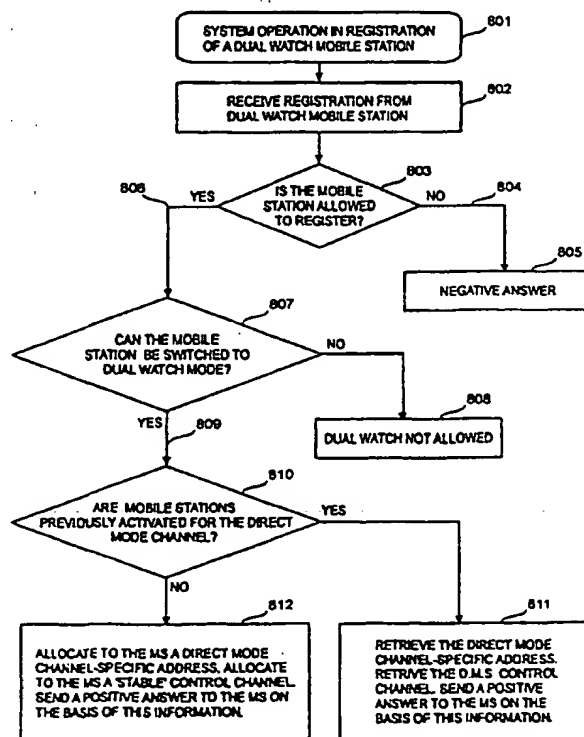 SYSTEM OPERATION IN REGISTRATION
OF A DUAL WATCH MOBILE STATION
801
RECEIVE REGISTRATION FROM
DUAL WATCH MOBILE STATION
802
803
IS THE MOBILE
STATION ALLOWED
TO REGISTER?
806
YES
NO
804
805
NEGATIVE ANSWER
807
CAN THE MOBILE
STATION BE SWITCHED TO
DUAL WATCH MODE?
NO
808
DUAL WATCH NOT ALLOWED
YES
809
810
ARE MOBILE STATIONS
PREVIOUSLY ACTIVATED FOR THE DIRECT
MODE CHANNEL?
YES
NO
812
ALLOCATE TO THE MS A DIRECT MODE
CHANNEL-SPECIFIC ADDRESS. ALLOCATE
TO THE MS A 'STABLE' CONTROL CHANNEL.
SEND A POSITIVE ANSWER TO THE MS ON
THE BASIS OF THIS INFORMATION.
811
RETRIEVE THE DIRECT MODE
CHANNEL-SPECIFIC ADDRESS.
RETRIVE THE D.M.S CONTROL
CHANNEL. SEND A POSITIVE
ANSWER TO THE MS ON THE
BASIS OF THIS INFORMATION.